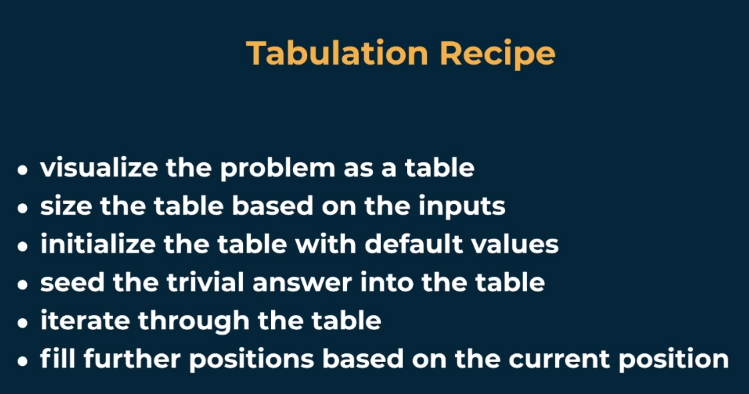 Tabulation Recipe
• visualize the problem as a table
• size the table based on the inputs
• initialize the table with default values
• seed the trivial answer into the table
• iterate through the table
• fill further positions based on the current position